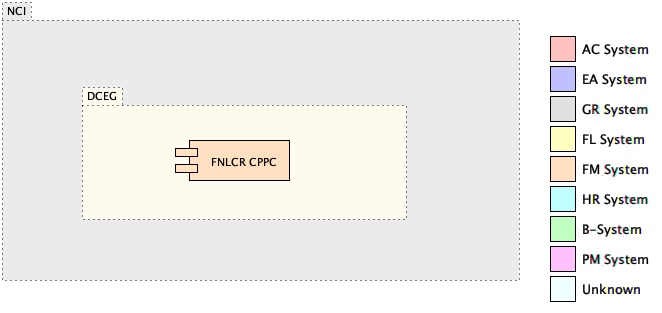 NCI
DCEG
FNLCR CPPC
AC System
EA System
GR System
FL System
FM System
HR System
B-System
PM System
Unknown